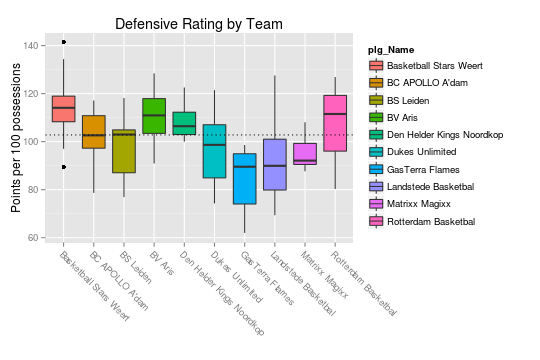 Defensive Rating by Team
Points per 100 possessions
140
120
100
80
60
Basketball Stars Weert
BC APOLLO A'dam
BS Leiden
BV Aris
Den Helder Kings Noordkop
Dukes Unlimited
GasTerra Flames
Landstede Basketbal
Matrixx Magixx
Rotterdam Basketbal
plg_Name
Basketball Stars Weert
BC APOLLO A'dam
BS Leiden
BV Aris
Den Helder Kings Noordkop
Dukes Unlimited
GasTerra Flames
Landstede Basketbal
Matrixx Magixx
Rotterdam Basketbal